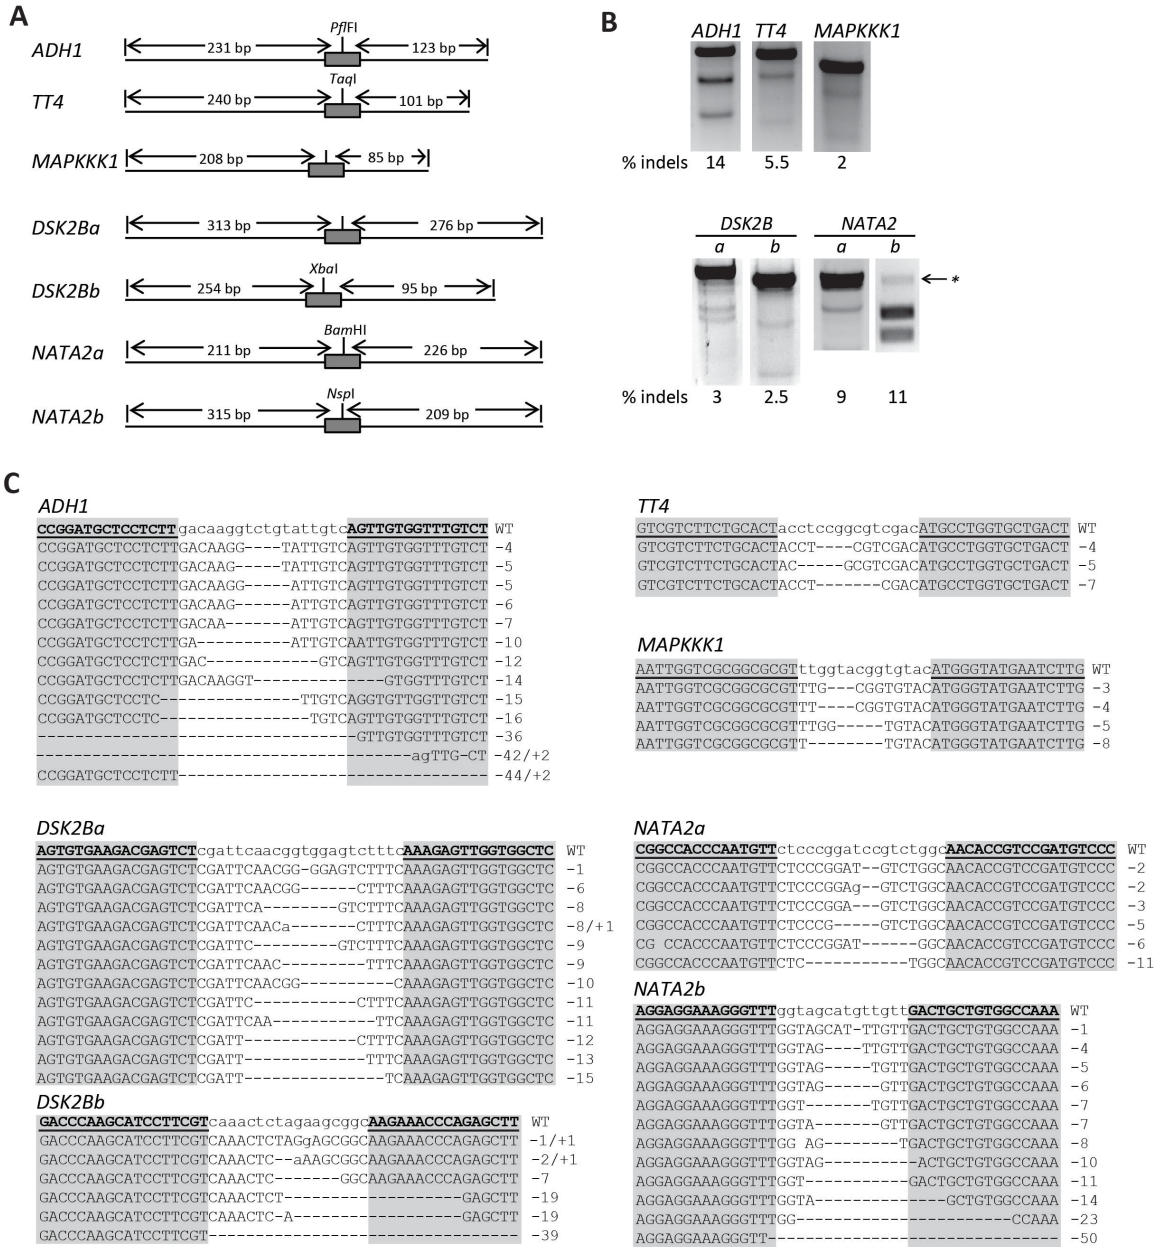 A
ADH1 231 bp PflFI 123 bp
TT4 240 bp TaqI 101 bp
MAPKKK1 208 bp 85 bp
DSK2Ba 313 bp 276 bp
DSK2Bb 254 bp XbaI 95 bp
NATA2a 211 bp BamHI 226 bp
NATA2b 315 bp NspI 209 bp
B
ADH1 TT4 MAPKKK1
% indels 14 5.5 2
DSK2B NATA2
a b a b
*
% indels 3 2.5 9 11
C
ADH1
CCGGATGCTCCTCTTgacaaggtctgtattgtcAGTTGTGGTTTGTCT WT
CCGGATGCTCCTCTTGACAAGG----TATTGTCAGTTGTGGTTTGTCT -4
CCGGATGCTCCTCTTGACAAG-----TATTGTCAGTTGTGGTTTGTCT -5
CCGGATGCTCCTCTTGACAAGG-----ATTGTCAGTTGTGGTTTGTCT -5
CCGGATGCTCCTCTTGACAAG------ATTGTCAGTTGTGGTTTGTCT -6
CCGGATGCTCCTCTTGACAA-------ATTGTCAGTTGTGGTTTGTCT -7
CCGGATGCTCCTCTTGA----------ATTGTCAATTGTGGTTTGTCT -10
CCGGATGCTCCTCTTGAC------------GTCAGTTGTGGTTTGTCT -12
CCGGATGCTCCTCTTGACAAGGT--------------GTGGTTTGTCT -14
CCGGATGCTCCTC---------------TTGTCAGGTGTTGGTTTGTCT -15
CCGGATGCTCCTC----------------TGTCAGTTGTGGTTTGTCT -16
----------------------------------GTTGTGGTTTGTCT -36
----------------------------------------agTTG-CT -42/+2
CCGGATGCTCCTCTT--------------------------------- -44/+2
DSK2Ba
AGTGTGAAGACGAGTCTcgattcaacggtggagtctttcAAAGAGTTGGTGGCTC WT
AGTGTGAAGACGAGTCTCGATTCAACGG-GGAGTCTTTCAAAGAGTTGGTGGCTC -1
AGTGTGAAGACGAGTCTCGATTCAACGG------CTTTCAAAGAGTTGGTGGCTC -6
AGTGTGAAGACGAGTCTCGATTCA--------GTCTTTCAAAGAGTTGGTGGCTC -8
AGTGTGAAGACGAGTCTCGATTCAACa-------CTTTCAAAGAGTTGGTGGCTC -8/+1
AGTGTGAAGACGAGTCTCGATTC---------GTCTTTCAAAGAGTTGGTGGCTC -9
AGTGTGAAGACGAGTCTCGATTCAAC---------TTTCAAAGAGTTGGTGGCTC -9
AGTGTGAAGACGAGTCTCGATTCAACGG----------CAAAGAGTTGGTGGCTC -10
AGTGTGAAGACGAGTCTCGATTC-----------CTTTCAAAGAGTTGGTGGCTC -11
AGTGTGAAGACGAGTCTCGATTCAA-----------TTCAAAGAGTTGGTGGCTC -11
AGTGTGAAGACGAGTCTCGATT------------CTTTCAAAGAGTTGGTGGCTC -12
AGTGTGAAGACGAGTCTCGATT-------------TTTCAAAGAGTTGGTGGCTC -13
AGTGTGAAGACGAGTCTCGATT---------------TCAAAGAGTTGGTGGCTC -15
DSK2Bb
GACCCAAGCATCCTTCGTcaaactctagaagcggcAAGAAACCCAGAGCTT WT
GACCCAAGCATCCTTCGTCAAACTCTAGgAGCGGCAAGAAACCCAGAGCTT -1/+1
GACCCAAGCATCCTTCGTCAAACTC--aAAGCGGCAAGAAACCCAGAGCTT -2/+1
GACCCAAGCATCCTTCGTCAAACTC-------GGCAAGAAACCCAGAGCTT -7
GACCCAAGCATCCTTCGTCAAACTCT-------------------GAGCTT -19
GACCCAAGCATCCTTCGTCAAACTC-A------------------GAGCTT -19
GACCCAAGCATCCTTCGT--------------------------------- -39
TT4
GTCGTCTTCTGCACTacctccggcgtcgacATGCCTGGTGCTGACT WT
GTCGTCTTCTGCACTACCT----CGTCGACATGCCTGGTGCTGACT -4
GTCGTCTTCTGCACTAC-----GCGTCGACATGCCTGGTGCTGACT -5
GTCGTCTTCTGCACTACCT-------CGACATGCCTGGTGCTGACT -7
MAPKKK1
AATTGGTCGCGGCGCGTttggtacggtgtacATGGGTATGAATCTTG WT
AATTGGTCGCGGCGCGTTTG---CGGTGTACATGGGTATGAATCTTG -3
AATTGGTCGCGGCGCGTTT----CGGTGTACATGGGTATGAATCTTG -4
AATTGGTCGCGGCGCGTTTGG-----TGTACATGGGTATGAATCTTG -5
AATTGGTCGCGGCGCGTT--------TGTACATGGGTATGAATCTTG -8
NATA2a
CGGCCACCCAATGTTctcccggatccgtctggcAACACCGTCCGATGTCCC WT
CGGCCACCCAATGTTCTCCCGGAT--GTCTGGCAACACCGTCCGATGTCCC -2
CGGCCACCCAATGTTCTCCCGGAg--GTCTGGCAACACCGTCCGATGTCCC -2
CGGCCACCCAATGTTCTCCCGGA---GTCTGGCAACACCGTCCGATGTCCC -3
CGGCCACCCAATGTTCTCCCG-----GTCTGGCAACACCGTCCGATGTCCC -5
CG CCACCCAATGTTCTCCCGGAT------GGCAACACCGTCCGATGTCCC -6
CGGCCACCCAATGTTCTC-----------TGGCAACACCGTCCGATGTCCC -11
NATA2b
AGGAGGAAAGGGTTTggtagcatgttgttGACTGCTGTGGCCAAA WT
AGGAGGAAAGGGTTTGGTAGCAT-TTGTTGACTGCTGTGGCCAAA -1
AGGAGGAAAGGGTTTGGTAG----TTGTTGACTGCTGTGGCCAAA -4
AGGAGGAAAGGGTTTGGTAG-----TGTTGACTGCTGTGGCCAAA -5
AGGAGGAAAGGGTTTGGTAG------GTTGACTGCTGTGGCCAAA -6
AGGAGGAAAGGGTTTGGT-------TGTTGACTGCTGTGGCCAAA -7
AGGAGGAAAGGGTTTGGTA-------GTTGACTGCTGTGGCCAAA -7
AGGAGGAAAGGGTTTGG AG--------TGACTGCTGTGGCCAAA -8
AGGAGGAAAGGGTTTGGTAG----------ACTGCTGTGGCCAAA -10
AGGAGGAAAGGGTTTGGT-----------GACTGCTGTGGCCAAA -11
AGGAGGAAAGGGTTTGGTA--------------GCTGTGGCCAAA -14
AGGAGGAAAGGGTTTGG-----------------------CCAAA -23
AGGAGGAAAGGGTT------------------------------- -50